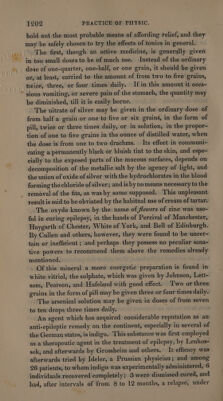 1202 PRACTICE OF PHYSIC.
hold out the most probable means of affording relief, and they
may be safely chosen to try the effects of tonics in general.
The first, though an active medicine, is generally given
in too small doses to be of much use. Instead of the ordinary
dose of one-quarter, one-half, or one grain, it should be given
or, at least, carried to the amount of from two to five grains,
twice, three, or four times daily. If in this amount it occa-
sions vomiting, or severe pain of the stomach, the quantity may
be diminished, till it is easily borne.
The nitrate of silver may be given in the ordinary dose of
from half a grain or one to five or six grains, in the form of
pill, twice or three times daily, or in solution, in the propor-
tion of one to five grains in the ounce of distilled water, when
the dose is from one to two drachms. Its effect in communi-
cating a permanently black or bluish tint to the skin, and espe-
cially to the exposed parts of the mucous surfaces, depends on
decomposition of the metallic salt by the agency of light, and
the union of oxide of silver with the hydrochlorates in the blood
forming the chloride of silver; and is by no means necessary to the
removal of the fits, as was by some supposed. This unpleasant
result is said to be obviated by the habitual use of cream of tartar.
The oxyde known by the name of flowers of zinc was use-
ful in curing epilepsy, in the hands of Percival of Manchester,
Haygarth of Chester, White of York, and Bell of Edinburgh.
By Cullen and others, however, they were found to be uncer-
tain or inefficient; and perhaps they possess no peculiar sana-
tive powers to recommend them above the remedies already
mentioned.
Of this mineral a more energetic preparation is found in
white vitriol, the sulphate, which was given by Johnson, Lett-
som, Pearson, and Hufeland with good effect. Two or three
grains in the form of pill may be given three or four times daily.
The arsenical solution may be given in doses of from seven
to ten drops three times daily.
An agent which has acquired considerable reputation as an
anti-epileptic remedy on the continent, especially in several of
the German states, is indigo. This substance was first employed
as a therapeutic agent in the treatment of epilepsy, by Lenhos-
sek, and afterwards by Grossheim and others. Its efficacy was
afterwards tried by Ideler, a Prussian physician; and among
26 patients, to whom indigo was experimentally administered, 6
individuals recovered completely; 3 were dismissed cured, and
had, after intervals of from 8 to 12 months, a relapse, under